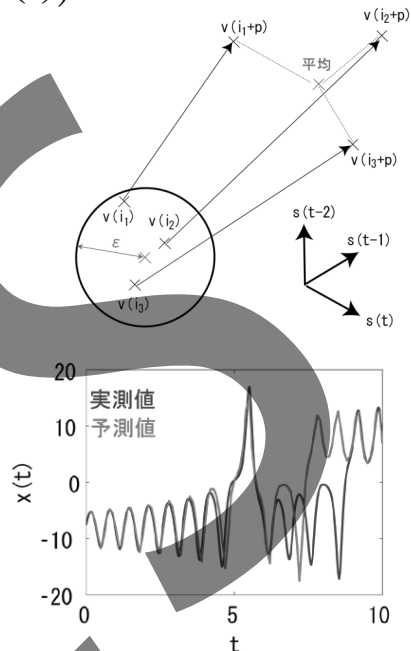 v(i₁+p)
v(i₂+p)
平均
v(i₃+p)
v(i₁)
v(i₂)
ε
v(i₃)
s(t-2)
s(t-1)
s(t)
20
実測値
予測値
10
x(t)
0
-10
-20
0
5
10
t